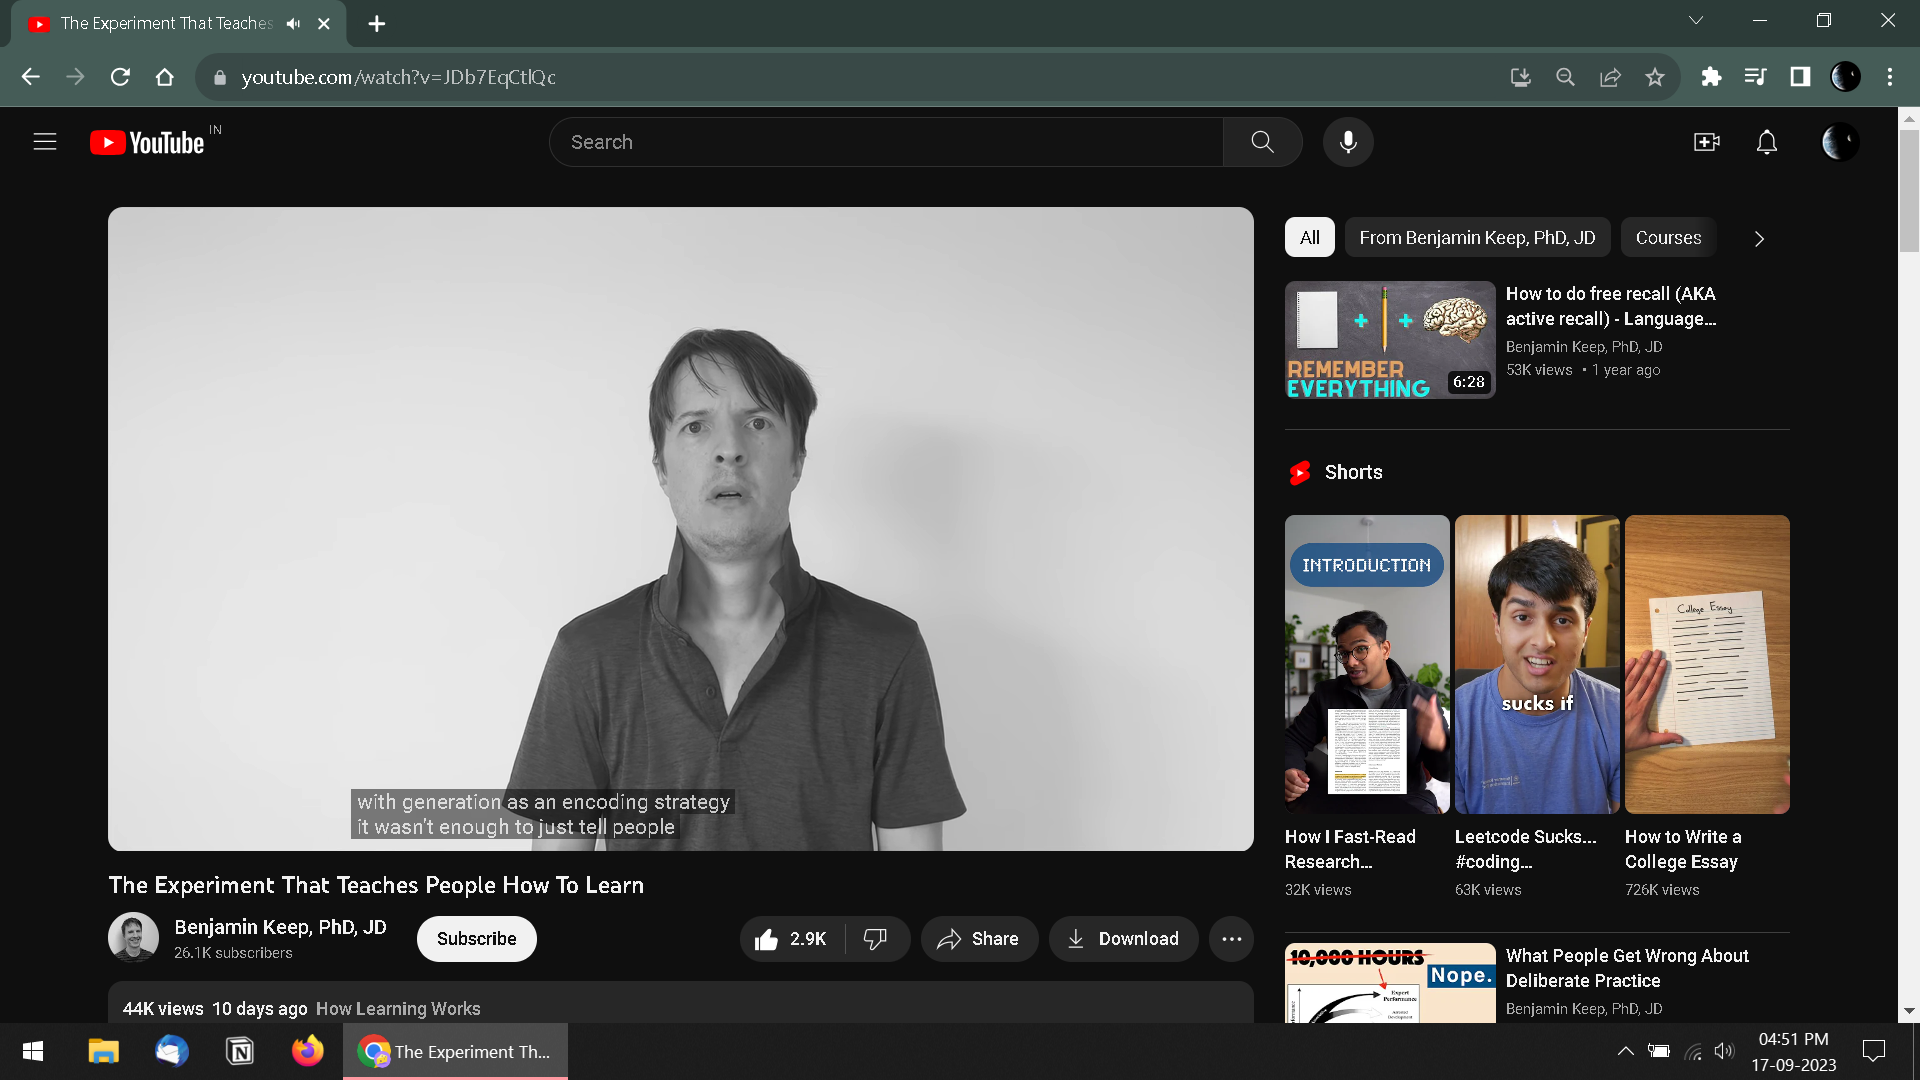 The Experiment That Teaches
youtube.com/watch?v=JDb7EqCtlQc
YouTube IN
Search
All
From Benjamin Keep, PhD, JD
Courses
REMEMBER
EVERYTHING
6:28
How to do free recall (AKA
active recall) - Language...
Benjamin Keep, PhD, JD
53K views • 1 year ago
Shorts
INTRODUCTION
sucks if
College Essay
How I Fast-Read
Research...
32K views
Leetcode Sucks...
#coding...
63K views
How to Write a
College Essay
726K views
with generation as an encoding strategy
it wasn't enough to just tell people
The Experiment That Teaches People How To Learn
Benjamin Keep, PhD, JD
26.1K subscribers
Subscribe
2.9K
Share
Download
44K views 10 days ago How Learning Works
10,000 HOURS
Nope.
Expert
Performance
Arrested
Development
What People Get Wrong About
Deliberate Practice
Benjamin Keep, PhD, JD
The Experiment Th...
04:51 PM
17-09-2023